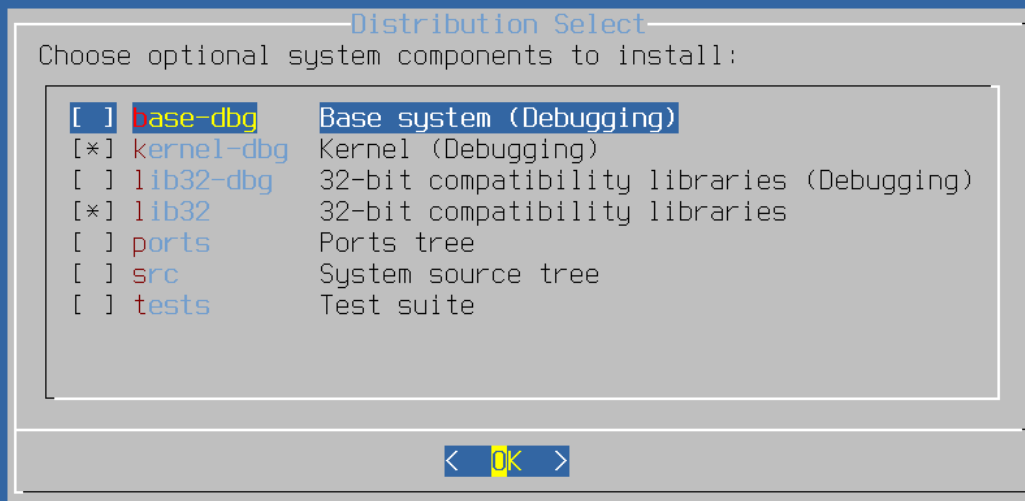 Distribution Select
Choose optional system components to install:
[ ] base-dbg Base system (Debugging)
[*] kernel-dbg Kernel (Debugging)
[ ] lib32-dbg 32-bit compatibility libraries (Debugging)
[*] lib32 32-bit compatibility libraries
[ ] ports Ports tree
[ ] src System source tree
[ ] tests Test suite
< OK >